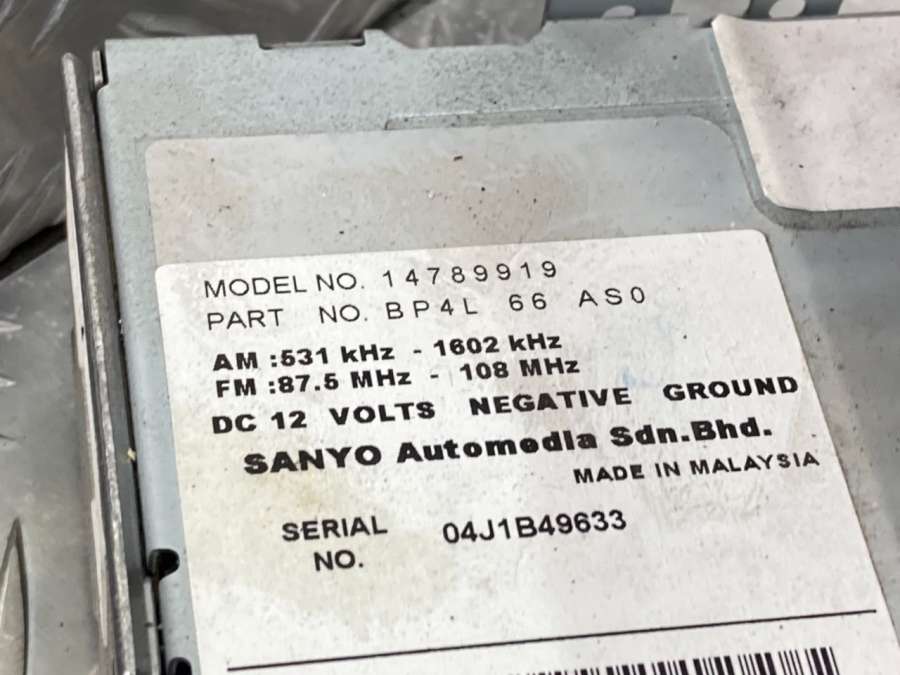 MODEL NO. 14789919
PART NO. BP4L 66 AS0
AM :531 kHz - 1602 kHz
FM :87.5 MHz - 108 MHz
DC 12 VOLTS NEGATIVE GROUND
SANYO Automedia Sdn.Bhd.
MADE IN MALAYSIA
SERIAL NO. 04J1B49633